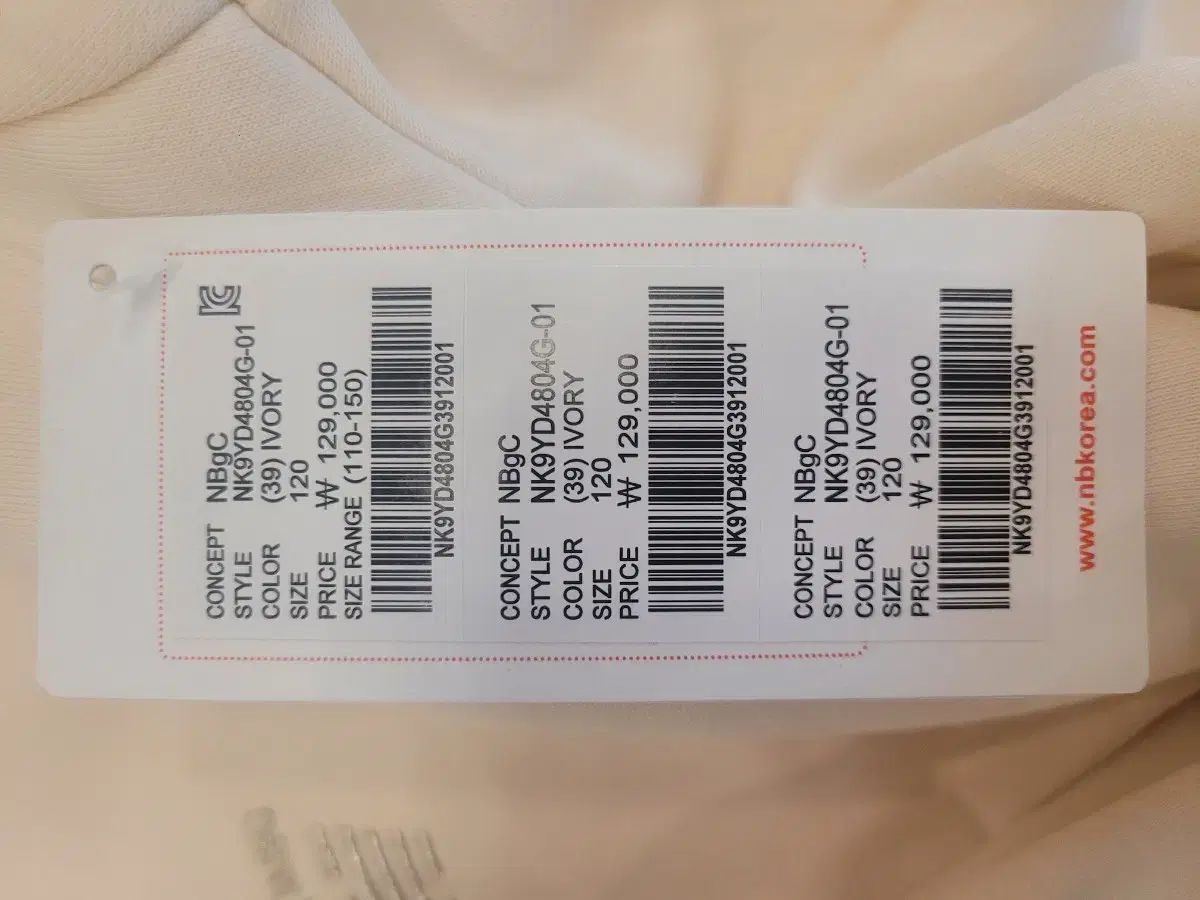 CONCEPT NBgC
STYLE NK9YD4804G-01
COLOR (39) IVORY
SIZE 120
PRICE ₩ 129,000
SIZE RANGE (110-150)
NK9YD4804G3912001
CONCEPT NBgC
STYLE NK9YD4804G-01
COLOR (39) IVORY
SIZE 120
PRICE ₩ 129,000
NK9YD4804G3912001
CONCEPT NBgC
STYLE NK9YD4804G-01
COLOR (39) IVORY
SIZE 120
PRICE ₩ 129,000
NK9YD4804G3912001
www.nbkorea.com